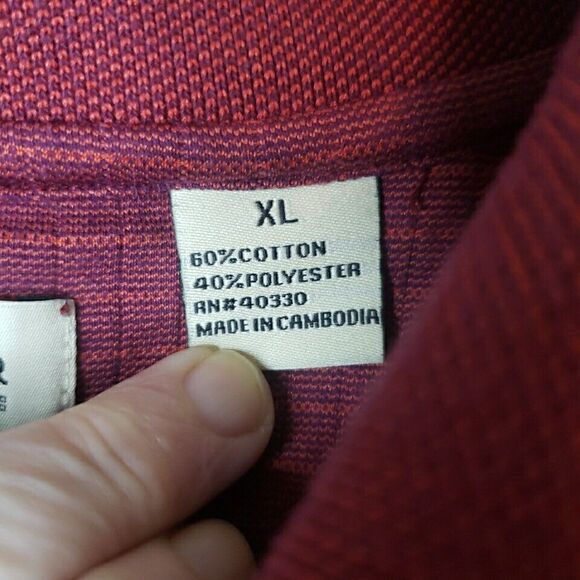 XL
60%COTTON
40%POLYESTER
RN#40330
MADE IN CAMBODIA
R